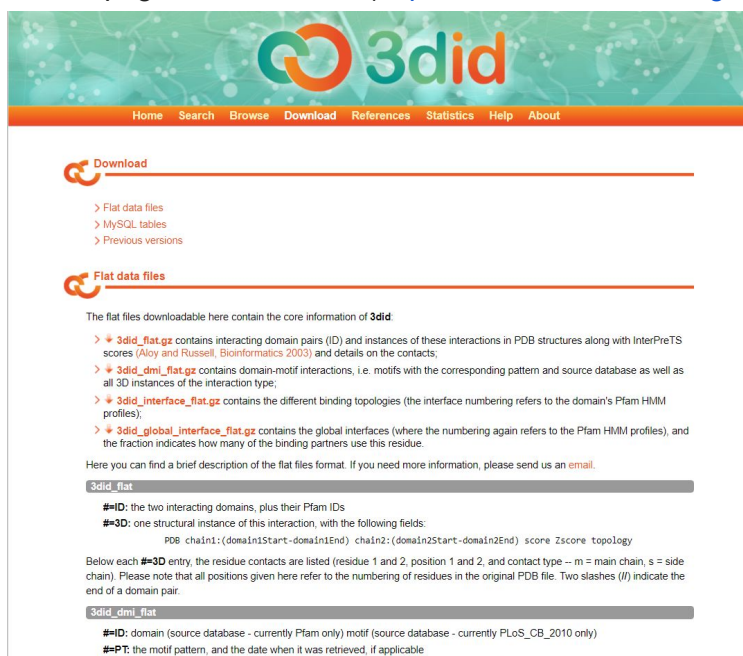 3did
Home Search Browse Download References Statistics Help About
Download
Flat data files
MySQL tables
Previous versions
Flat data files
The flat files downloadable here contain the core information of 3did:
3did_flat.gz contains interacting domain pairs (ID) and instances of these interactions in PDB structures along with InterPreTS
scores (Aloy and Russell, Bioinformatics 2003) and details on the contacts;
3did_dmi_flat.gz contains domain-motif interactions, i.e. motifs with the corresponding pattern and source database as well as
all 3D instances of the interaction type;
3did_interface_flat.gz contains the different binding topologies (the interface numbering refers to the domain's Pfam HMM
profiles);
3did_global_interface_flat.gz contains the global interfaces (where the numbering again refers to the Pfam HMM profiles), and
the fraction indicates how many of the binding partners use this residue.
Here you can find a brief description of the flat files format. If you need more information, please send us an email.
3did_flat
#=ID: the two interacting domains, plus their Pfam IDs
#=3D: one structural instance of this interaction, with the following fields:
PDB chain1:(domain1Start-domain1End) chain2:(domain2Start-domain2End) score Zscore topology
Below each #=3D entry, the residue contacts are listed (residue 1 and 2, position 1 and 2, and contact type -- m = main chain, s = side
chain). Please note that all positions given here refer to the numbering of residues in the original PDB file. Two slashes (//) indicate the
end of a domain pair.
3did_dmi_flat
#=ID: domain (source database - currently Pfam only) motif (source database - currently PLoS_CB_2010 only)
#=PT: the motif pattern, and the date when it was retrieved, if applicable